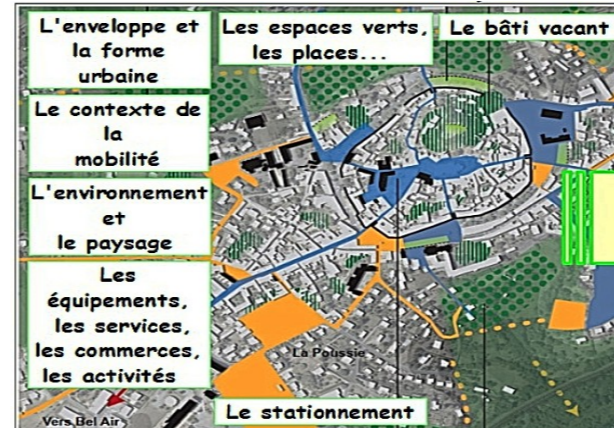 L'enveloppe et
la forme
urbaine
Les espaces verts,
les places...
Le bâti vacant
Le contexte de
la
mobilité
L'environnement
et
le paysage
Les
équipements,
les services,
les commerces,
les activités
La Poussie
Le stationnement
Vers Bel Air